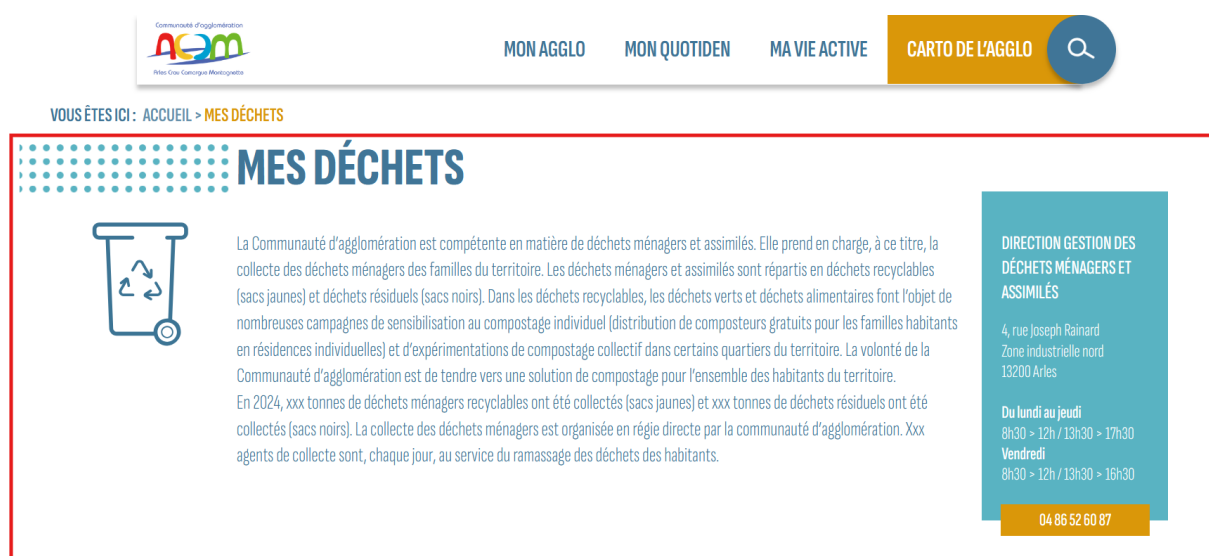 Communauté d'agglomération
ACCM
Arles Crau Camargue Montagnette
MON AGGLO
MON QUOTIDEN
MA VIE ACTIVE
CARTO DE L'AGGLO
VOUS ÊTES ICI : ACCUEIL > MES DÉCHETS
MES DÉCHETS
La Communauté d'agglomération est compétente en matière de déchets ménagers et assimilés. Elle prend en charge, à ce titre, la
collecte des déchets ménagers des familles du territoire. Les déchets ménagers et assimilés sont répartis en déchets recyclables
(sacs jaunes) et déchets résiduels (sacs noirs). Dans les déchets recyclables, les déchets verts et déchets alimentaires font l'objet de
nombreuses campagnes de sensibilisation au compostage individuel (distribution de composteurs gratuits pour les familles habitants
en résidences individuelles) et d'expérimentations de compostage collectif dans certains quartiers du territoire. La volonté de la
Communauté d'agglomération est de tendre vers une solution de compostage pour l'ensemble des habitants du territoire.
En 2024, xxx tonnes de déchets ménagers recyclables ont été collectés (sacs jaunes) et xxx tonnes de déchets résiduels ont été
collectés (sacs noirs). La collecte des déchets ménagers est organisée en régie directe par la communauté d'agglomération. Xxx
agents de collecte sont, chaque jour, au service du ramassage des déchets des habitants.
DIRECTION GESTION DES
DÉCHETS MÉNAGERS ET
ASSIMILÉS
4, rue Joseph Rainard
Zone industrielle nord
13200 Arles
Du lundi au jeudi
8h30 > 12h / 13h30 > 17h30
Vendredi
8h30 > 12h / 13h30 > 16h30
04 86 52 60 87